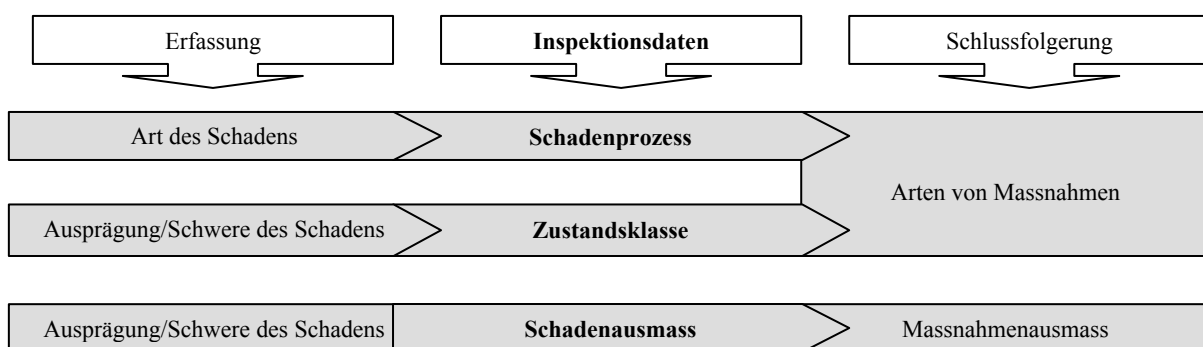 Erfassung
Inspektionsdaten
Schlussfolgerung
Art des Schadens
Schadenprozess
Arten von Massnahmen
Ausprägung/Schwere des Schadens
Zustandsklasse
Ausprägung/Schwere des Schadens
Schadenausmass
Massnahmenausmass